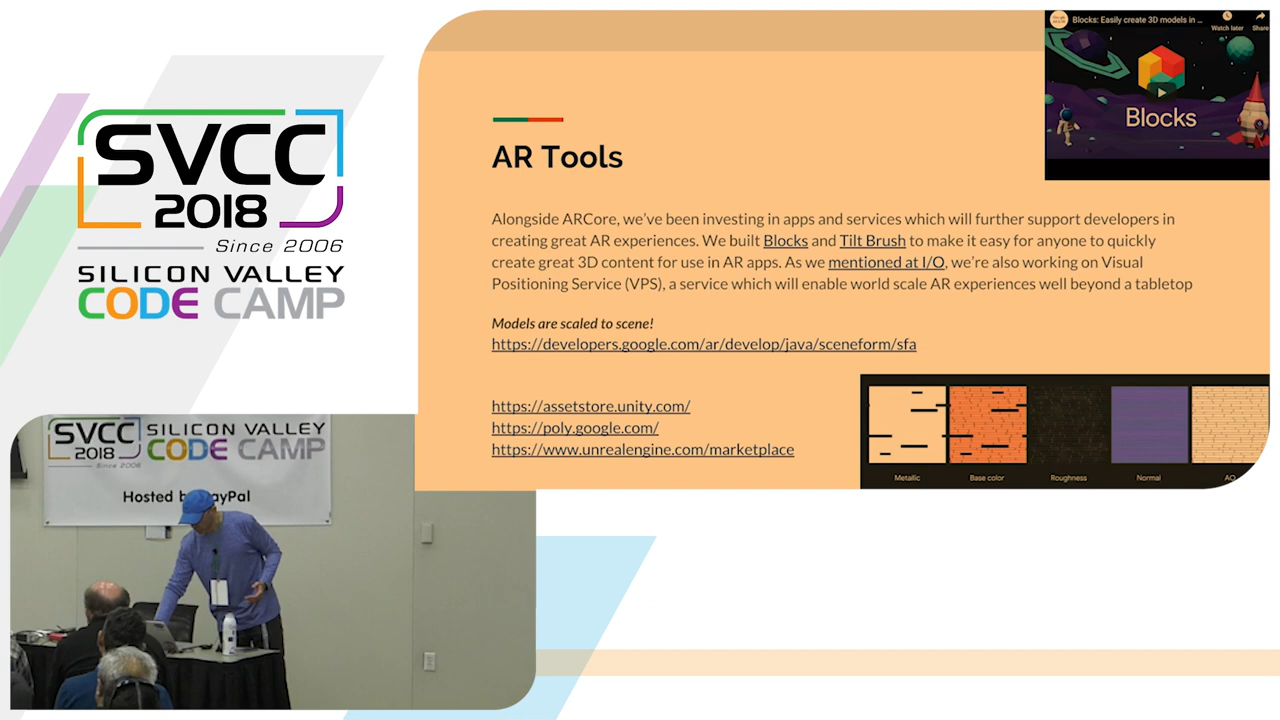 SVCC
2018
Since 2006
SILICON VALLEY
CODE CAMP
Blocks: Easily create 3D models in ...
Watch later
Share
Blocks
AR Tools
Alongside ARCore, we've been investing in apps and services which will further support developers in
creating great AR experiences. We built Blocks and Tilt Brush to make it easy for anyone to quickly
create great 3D content for use in AR apps. As we mentioned at I/O, we're also working on Visual
Positioning Service (VPS), a service which will enable world scale AR experiences well beyond a tabletop
Models are scaled to scene!
https://developers.google.com/ar/develop/java/sceneform/sfa
https://assetstore.unity.com/
https://poly.google.com/
https://www.unrealengine.com/marketplace
Metallic
Base color
Roughness
Normal
AO
SVCC
2018
Since 2006
SILICON VALLEY
CODE CAMP
Hosted by PayPal